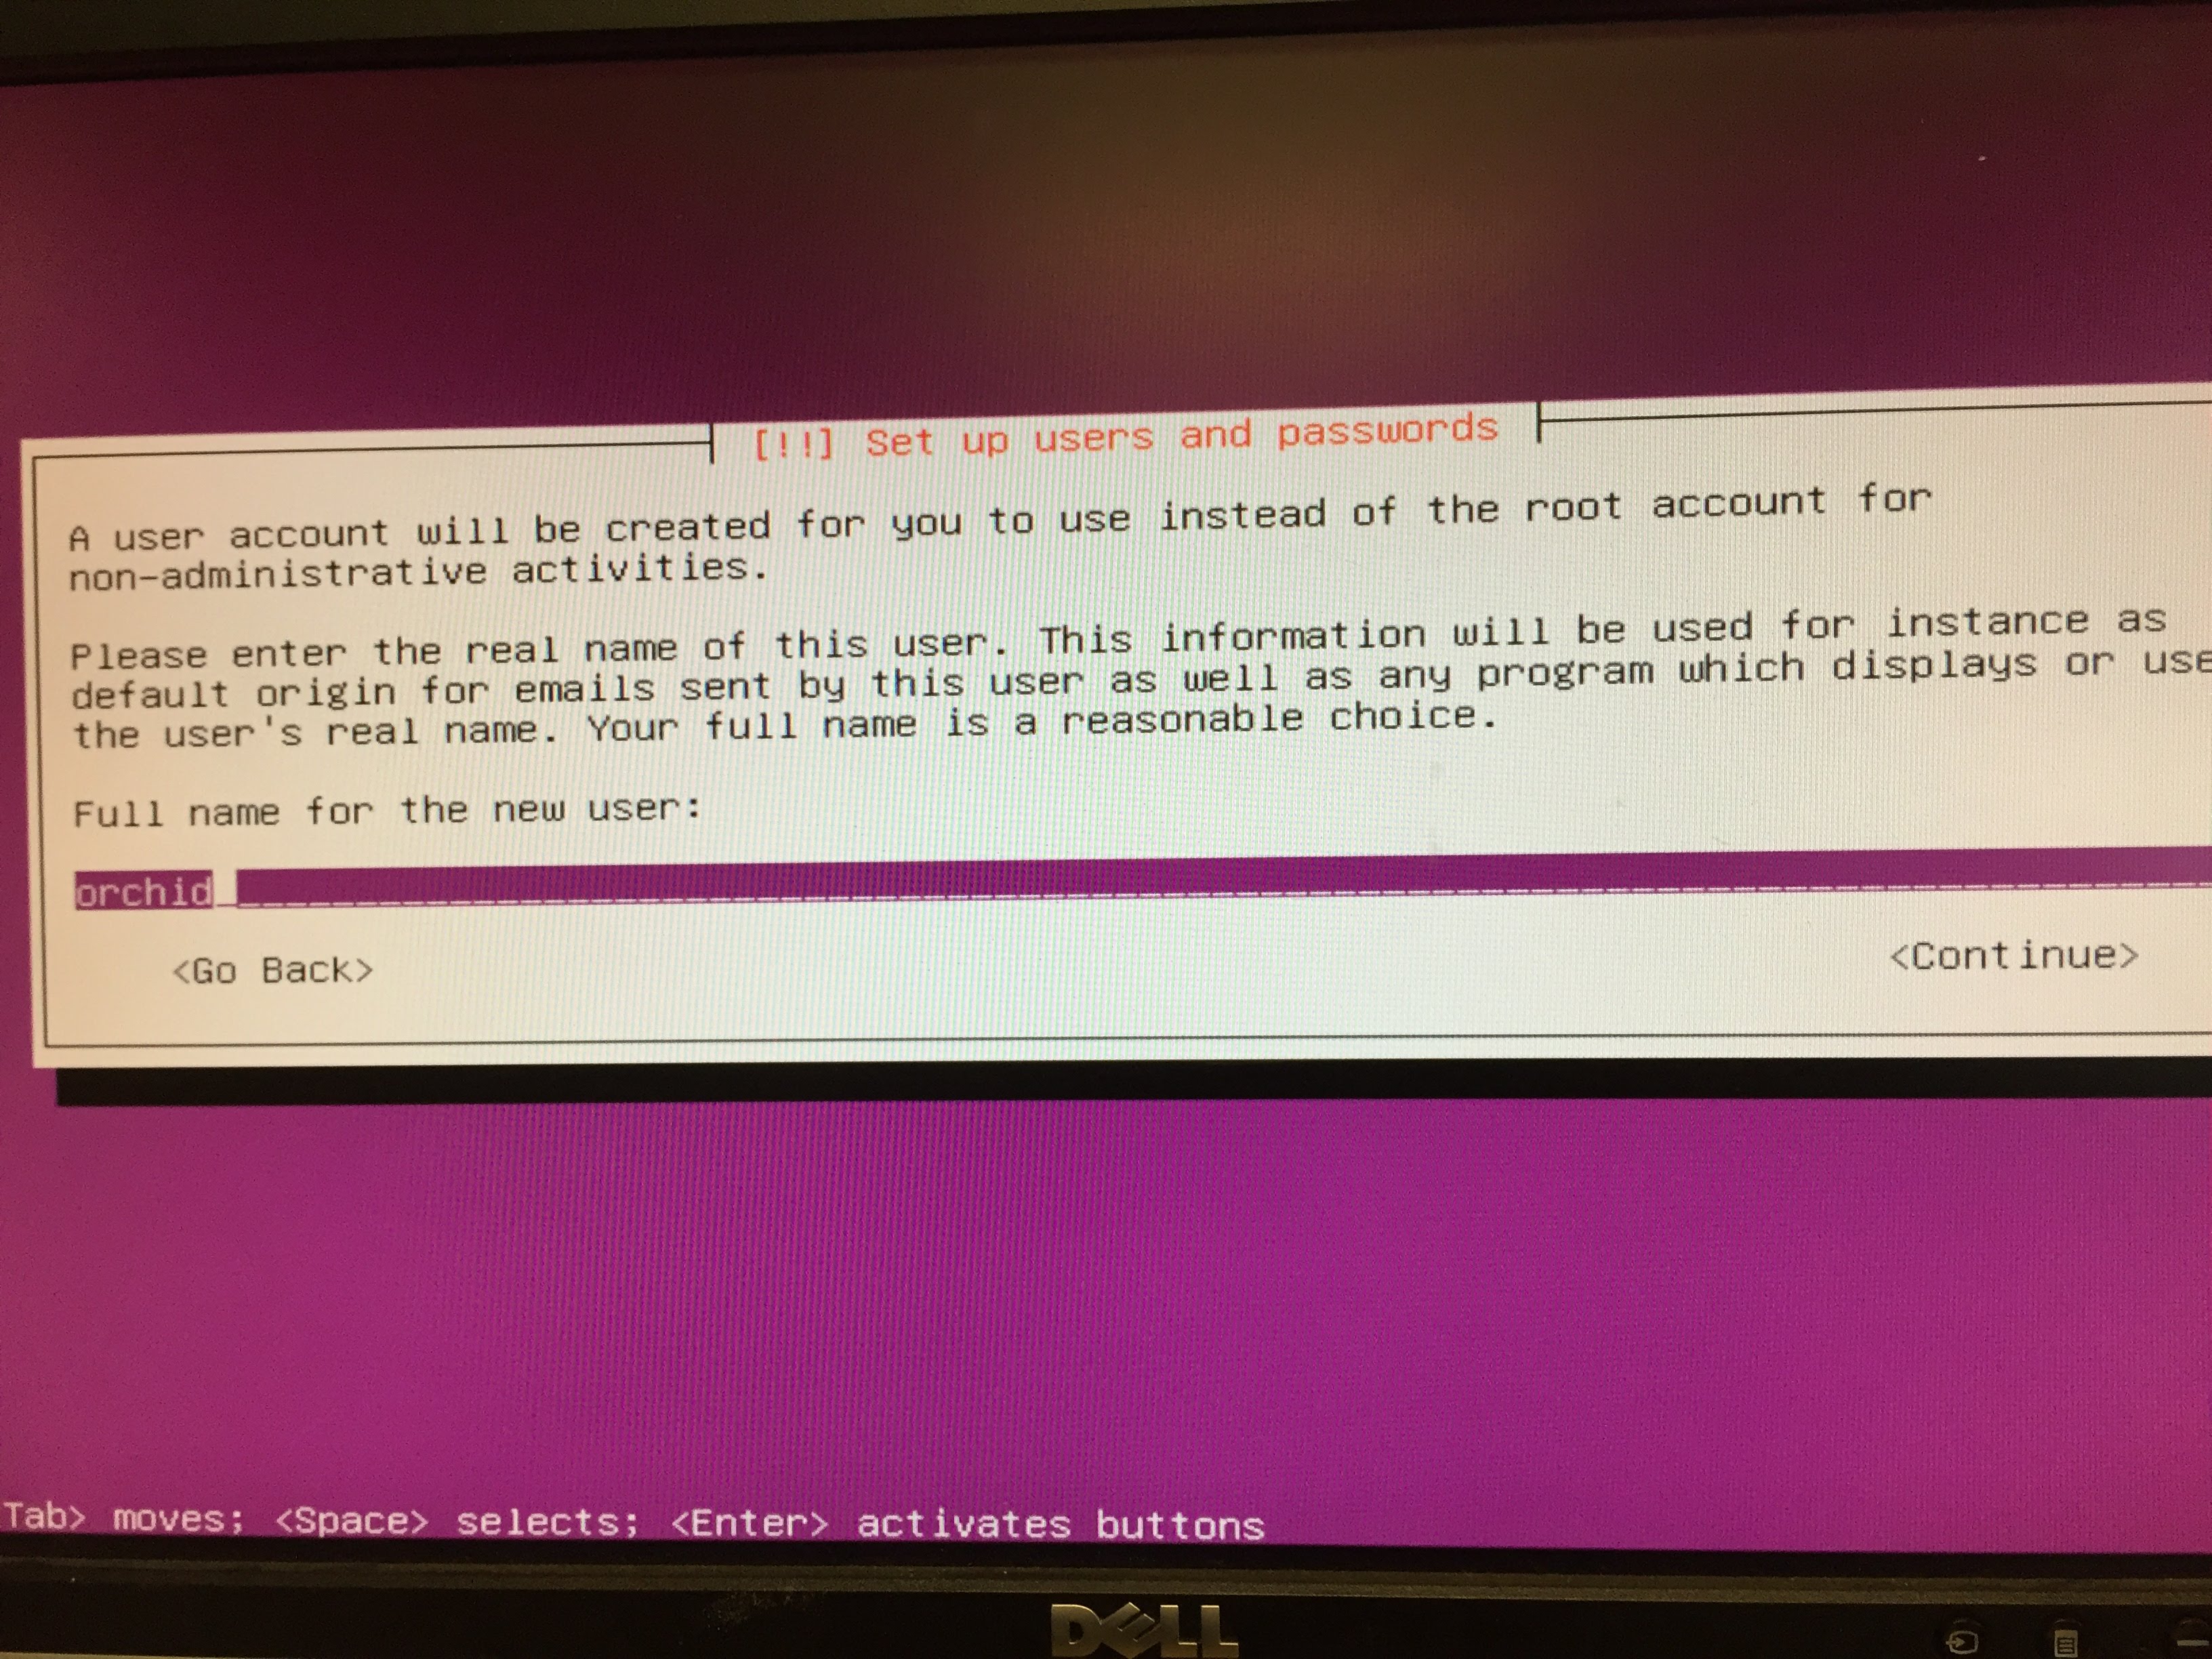 [!!] Set up users and passwords
A user account will be created for you to use instead of the root account for
non-administrative activities.
Please enter the real name of this user. This information will be used for instance as
default origin for emails sent by this user as well as any program which displays or use
the user's real name. Your full name is a reasonable choice.
Full name for the new user:
orchid
<Go Back> <Continue>
Tab> moves; <Space> selects; <Enter> activates buttons
DELL